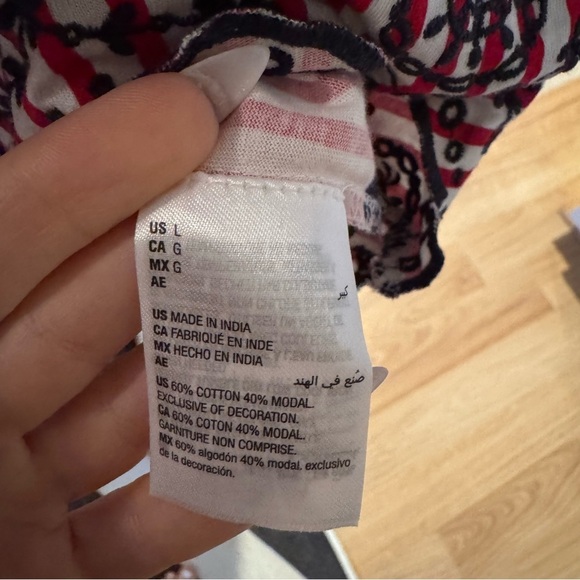 US L
CA G
MX G
AE
كبير
US MADE IN INDIA
CA FABRIQUÉ EN INDE
MX HECHO EN INDIA
AE
صُنع في الهند
US 60% COTTON 40% MODAL.
EXCLUSIVE OF DECORATION.
CA 60% COTON 40% MODAL.
GARNITURE NON COMPRISE.
MX 60% algodón 40% modal. exclusivo
de la decoración.